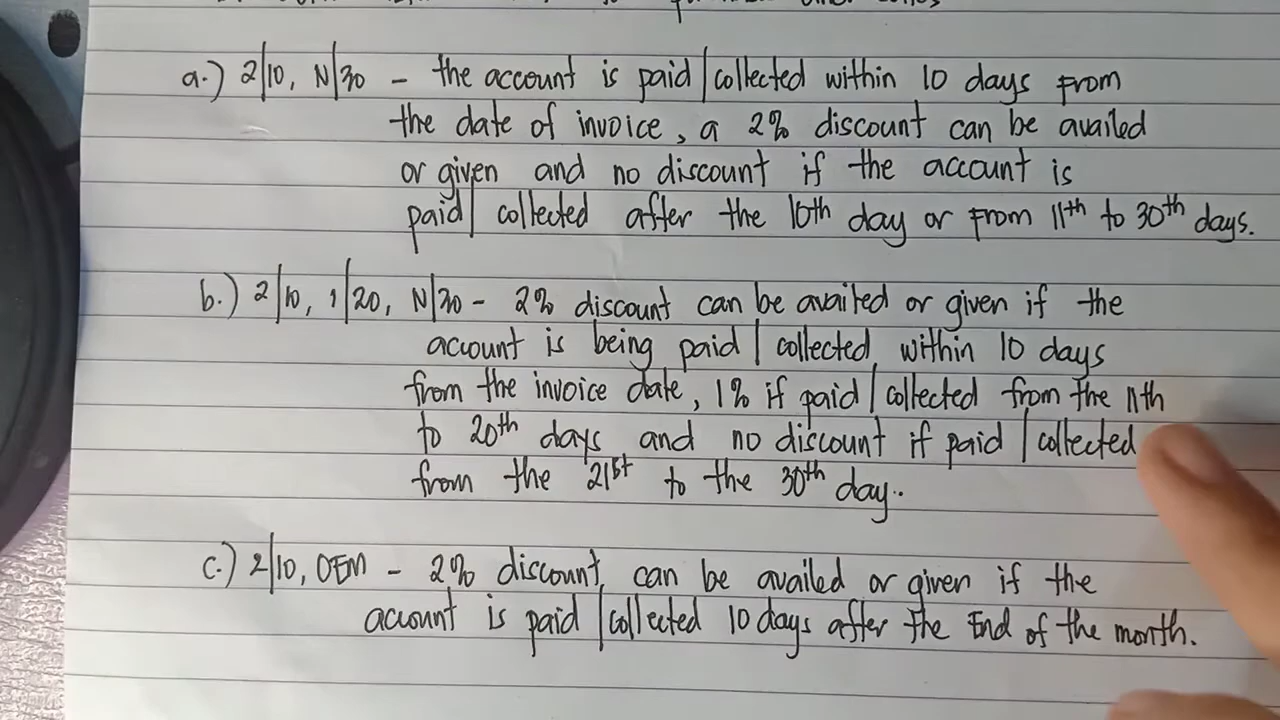 a.) 2/10, N/30 - the account is paid/collected within 10 days from
the date of invoice, a 2% discount can be availed
or given and no discount if the account is
paid/collected after the 10th day or from 11th to 30th days.
b.) 2/10, 1/20, N/30 - 2% discount can be availed or given if the
account is being paid/collected within 10 days
from the invoice date, 1% if paid/collected from the 11th
to 20th days and no discount if paid/collected
from the 21st to the 30th day..
c.) 2/10, OEM - 2% discount can be availed or given if the
account is paid/collected 10 days after the End of the month.